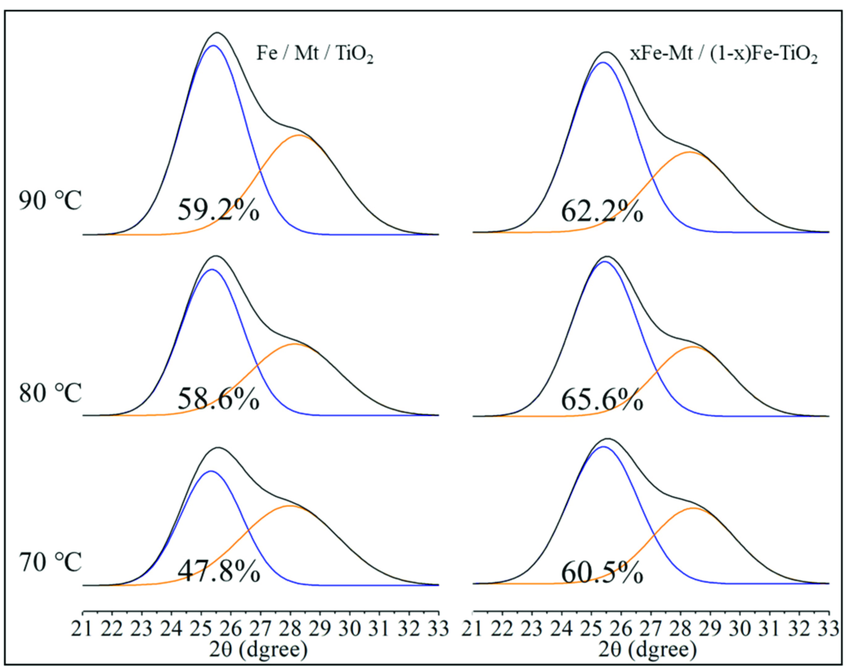 Fe / Mt / TiO₂
xFe-Mt / (1-x)Fe-TiO₂
90 ℃
59.2%
62.2%
80 ℃
58.6%
65.6%
70 ℃
47.8%
60.5%
21 22 23 24 25 26 27 28 29 30 31 32 33
21 22 23 24 25 26 27 28 29 30 31 32 33
2θ (dgree)
2θ (dgree)